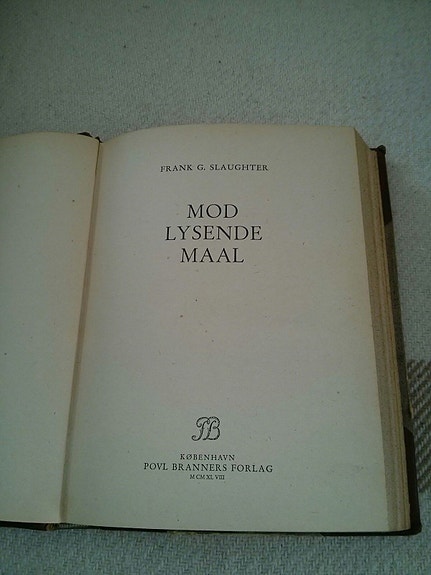 FRANK G. SLAUGHTER
MOD
LYSENDE
MAAL
PB
KØBENHAVN
POVL BRANNERS FORLAG
MCMXLVIII